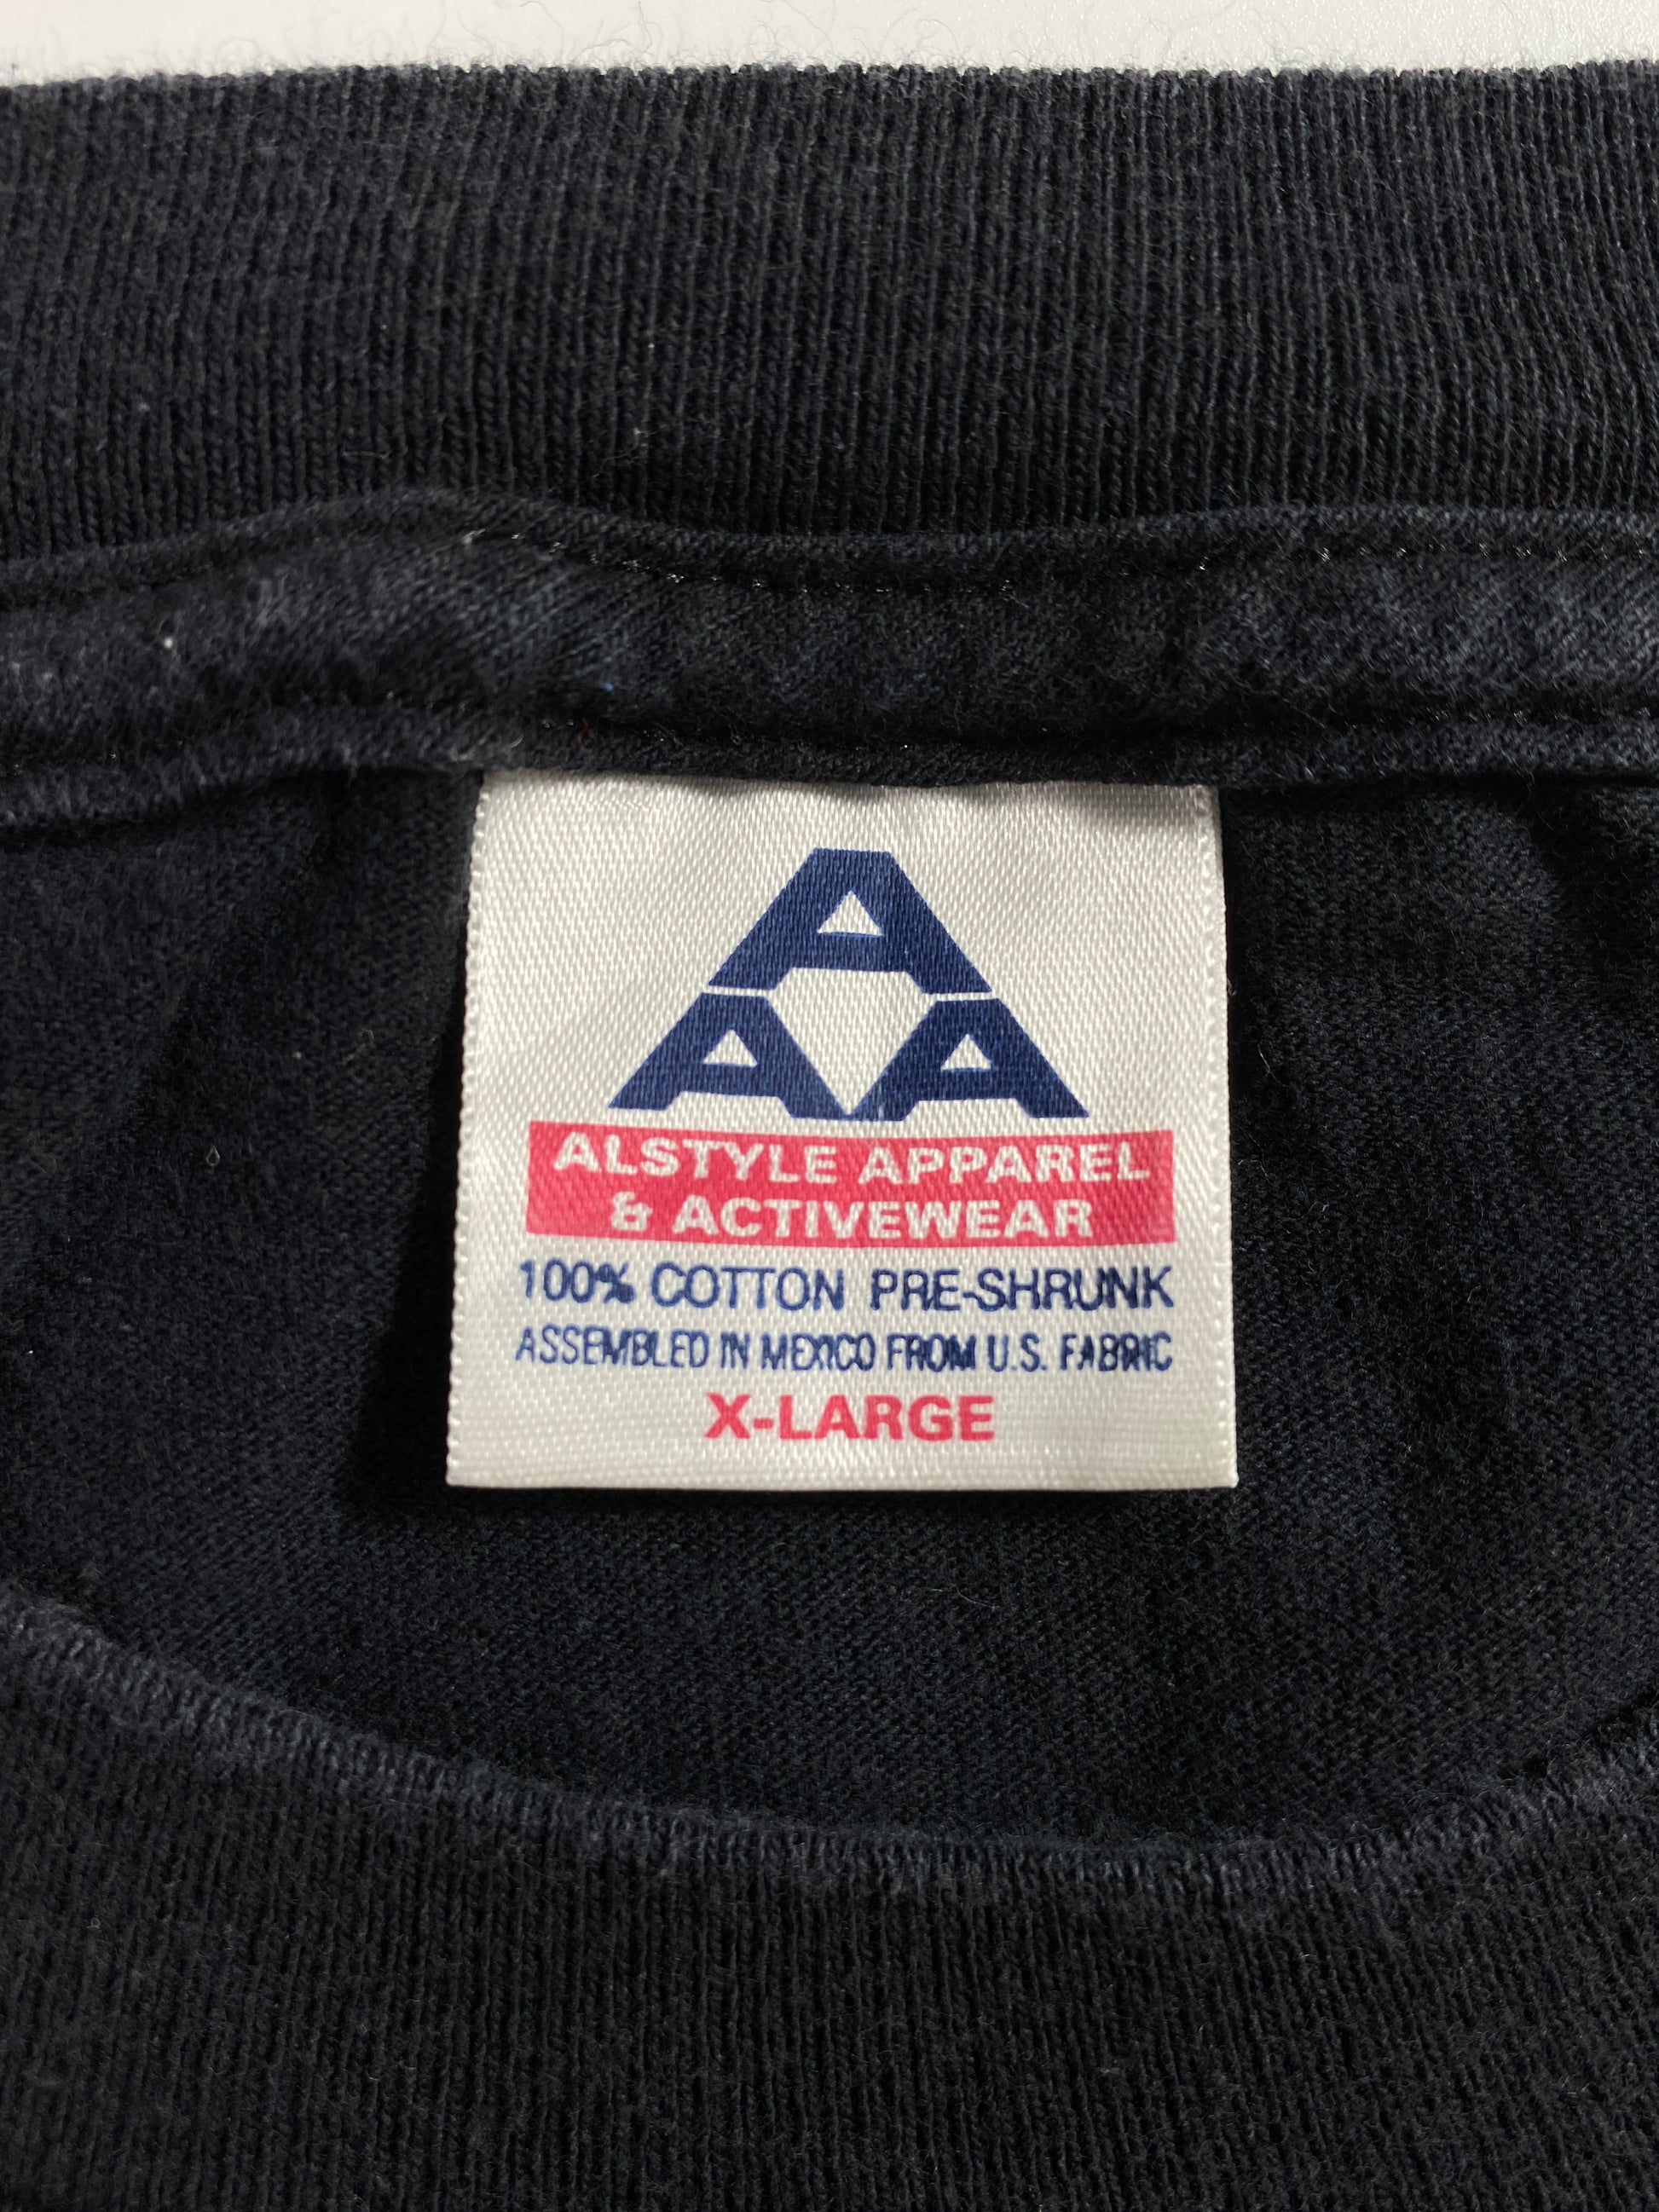 A
A A
ALSTYLE APPAREL
& ACTIVEWEAR
100% COTTON PRE-SHRUNK
ASSEMBLED IN MEXICO FROM U.S. FABRIC
X-LARGE